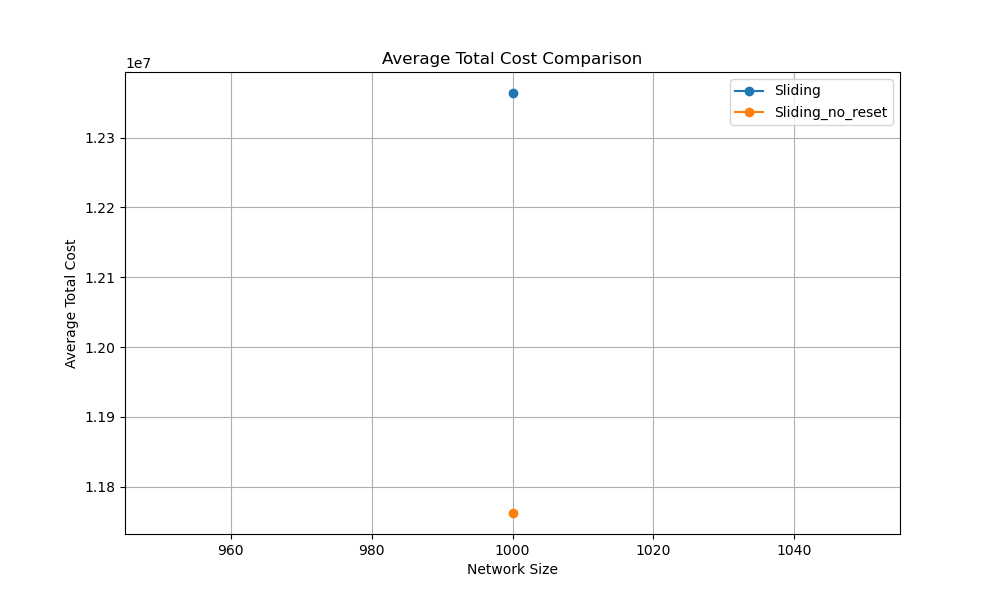 Average Total Cost Comparison
1e7
Sliding
Sliding_no_reset
1.23
1.22
1.21
1.20
1.19
1.18
Average Total Cost
960 980 1000 1020 1040
Network Size